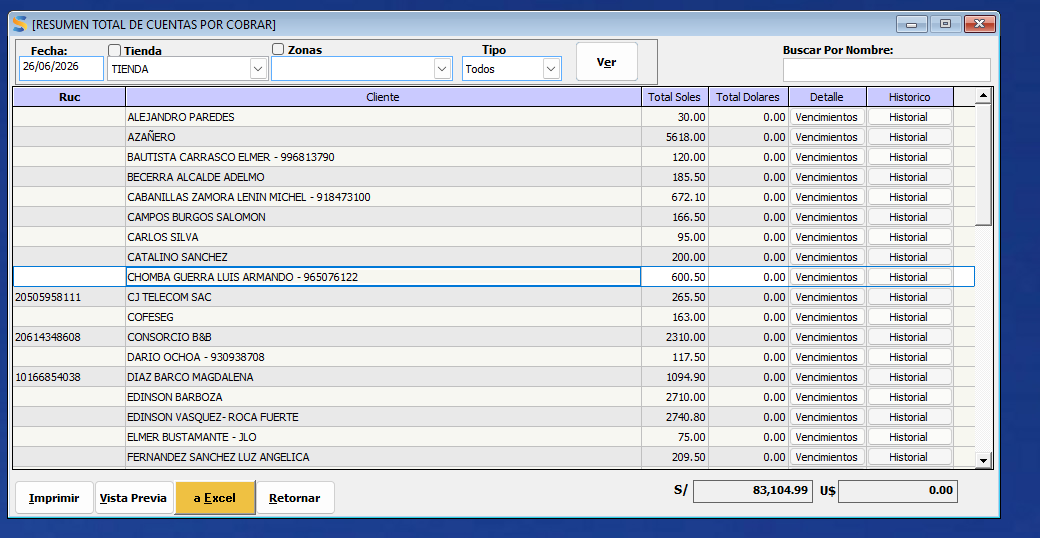 [RESUMEN TOTAL DE CUENTAS POR COBRAR]
Fecha: Tienda Zonas Tipo Buscar Por Nombre:
26/06/2026 TIENDA Todos Ver
Ruc Cliente Total Soles Total Dolares Detalle Historico
ALEJANDRO PAREDES 30.00 0.00 Vencimientos Historial
AZAÑERO 5618.00 0.00 Vencimientos Historial
BAUTISTA CARRASCO ELMER - 996813790 120.00 0.00 Vencimientos Historial
BECERRA ALCALDE ADELMO 185.50 0.00 Vencimientos Historial
CABANILLAS ZAMORA LENIN MICHEL - 918473100 672.10 0.00 Vencimientos Historial
CAMPOS BURGOS SALOMON 166.50 0.00 Vencimientos Historial
CARLOS SILVA 95.00 0.00 Vencimientos Historial
CATALINO SANCHEZ 200.00 0.00 Vencimientos Historial
CHOMBA GUERRA LUIS ARMANDO - 965076122 600.50 0.00 Vencimientos Historial
20505958111 CJ TELECOM SAC 265.50 0.00 Vencimientos Historial
COFESEG 163.00 0.00 Vencimientos Historial
20614348608 CONSORCIO B&B 2310.00 0.00 Vencimientos Historial
DARIO OCHOA - 930938708 117.50 0.00 Vencimientos Historial
10166854038 DIAZ BARCO MAGDALENA 1094.90 0.00 Vencimientos Historial
EDINSON BARBOZA 2710.00 0.00 Vencimientos Historial
EDINSON VASQUEZ- ROCA FUERTE 2740.80 0.00 Vencimientos Historial
ELMER BUSTAMANTE - JLO 75.00 0.00 Vencimientos Historial
FERNANDEZ SANCHEZ LUZ ANGELICA 209.50 0.00 Vencimientos Historial
Imprimir Vista Previa a Excel Retornar S/ 83,104.99 U$ 0.00